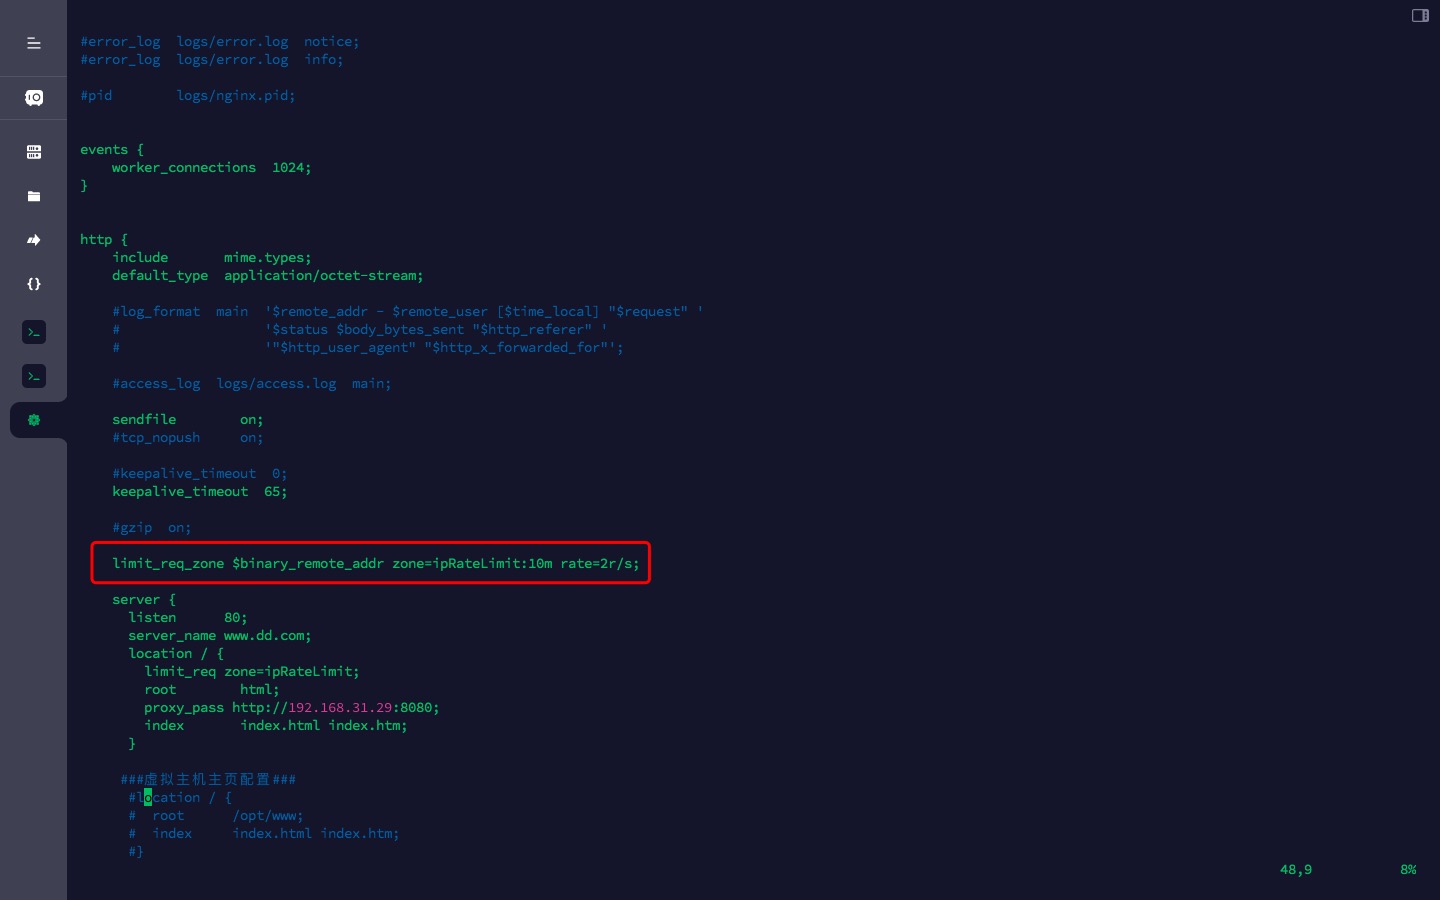 #error_log  logs/error.log  notice;
#error_log  logs/error.log  info;
#pid        logs/nginx.pid;
events {
    worker_connections  1024;
}
http {
    include       mime.types;
    default_type  application/octet-stream;
    #log_format  main  '$remote_addr - $remote_user [$time_local] "$request" '
    #                  '$status $body_bytes_sent "$http_referer" '
    #                  '"$http_user_agent" "$http_x_forwarded_for"';
    #access_log  logs/access.log  main;
    sendfile        on;
    #tcp_nopush     on;
    #keepalive_timeout  0;
    keepalive_timeout  65;
    #gzip  on;
    limit_req_zone $binary_remote_addr zone=ipRateLimit:10m rate=2r/s;
    server {
      listen      80;
      server_name www.dd.com;
      location / {
        limit_req zone=ipRateLimit;
        root        html;
        proxy_pass http://192.168.31.29:8080;
        index       index.html index.htm;
      }
     ###虚拟主机主页配置###
      #location / {
      #  root      /opt/www;
      #  index     index.html index.htm;
      #}
48,9           8%